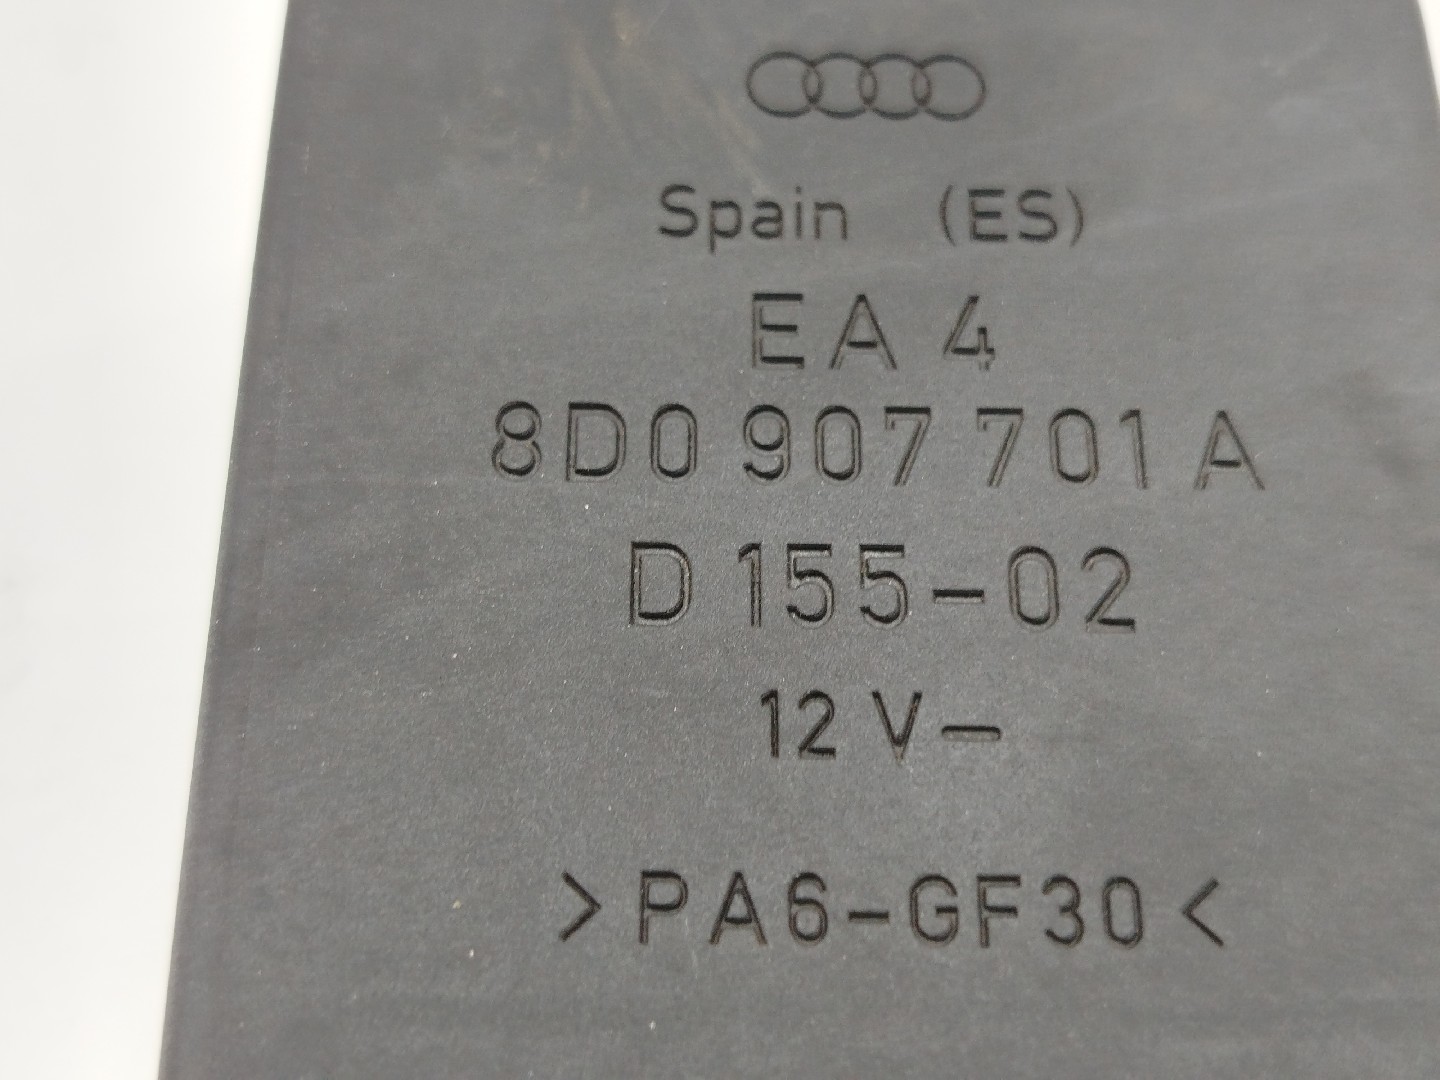 Spain (ES)
EA 4
8D0 907 701 A
D 155-02
12 V-
>PA6-GF30<